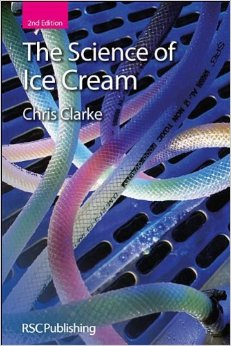 2nd Edition
The Science of
Ice Cream
Chris Clarke
RSCPublishing